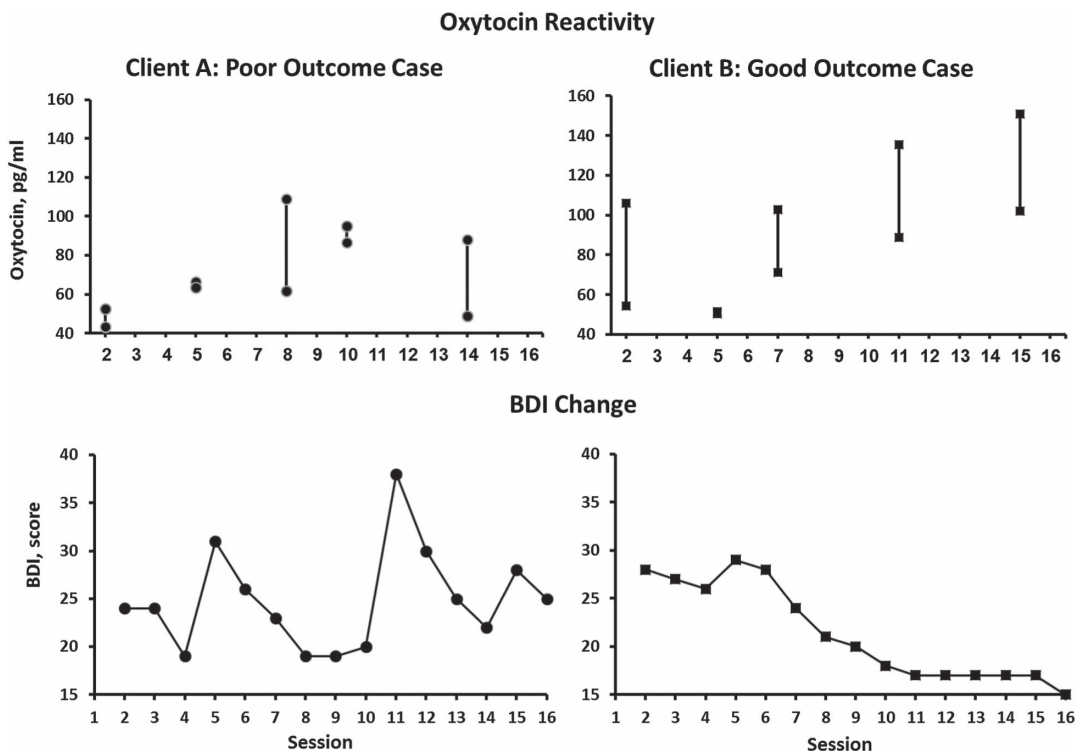 Oxytocin Reactivity
Client A: Poor Outcome Case
Client B: Good Outcome Case
Oxytocin, pg/ml
160
140
120
100
80
60
40
2 3 4 5 6 7 8 9 10 11 12 13 14 15 16
160
140
120
100
80
60
40
2 3 4 5 6 7 8 9 10 11 12 13 14 15 16
BDI Change
BDI, score
40
35
30
25
20
15
1 2 3 4 5 6 7 8 9 10 11 12 13 14 15 16
Session
40
35
30
25
20
15
1 2 3 4 5 6 7 8 9 10 11 12 13 14 15 16
Session